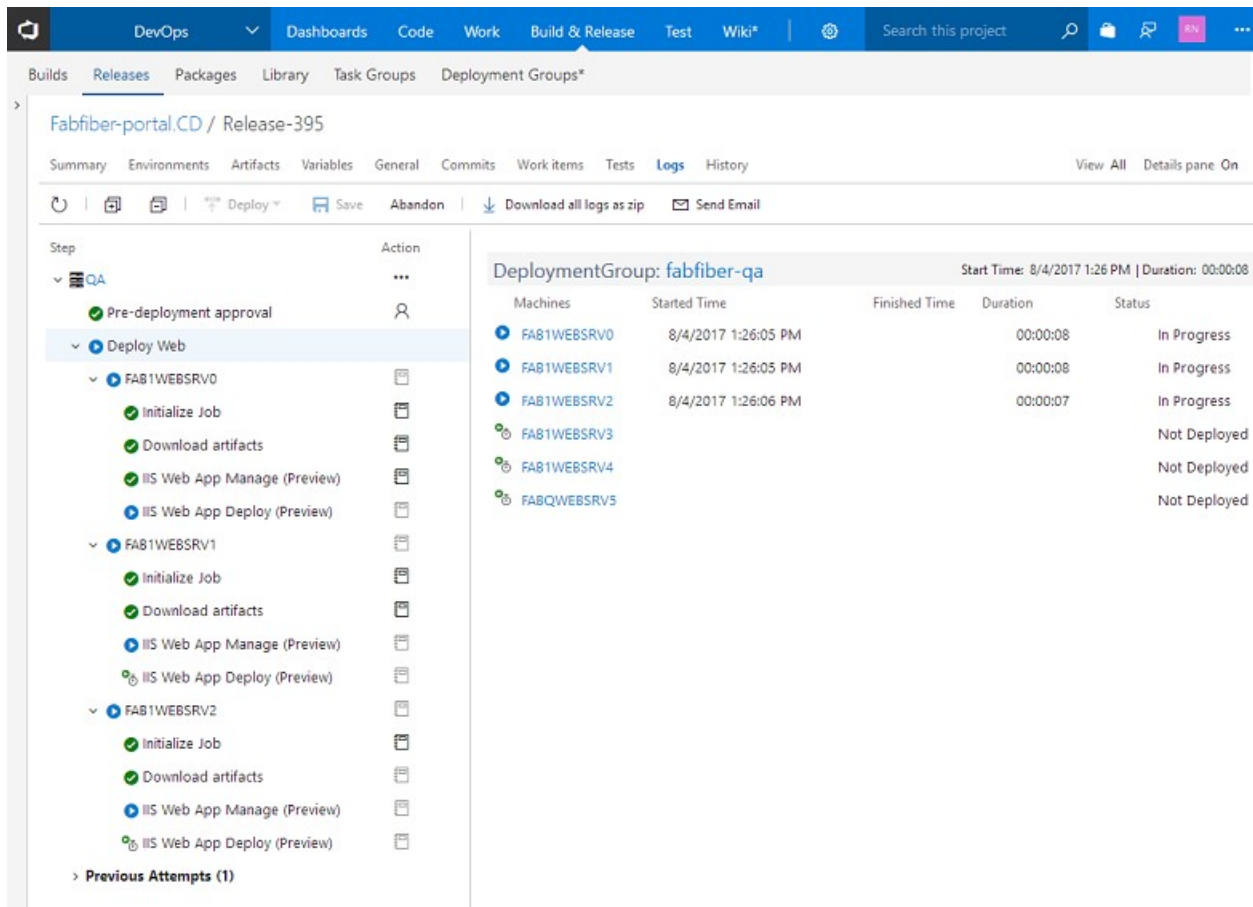 DevOps Dashboards Code Work Build & Release Test Wiki* Search this project RN ...
Builds Releases Packages Library Task Groups Deployment Groups*
Fabfiber-portal.CD / Release-395
Summary Environments Artifacts Variables General Commits Work items Tests Logs History View All Details pane On
Deploy Save Abandon Download all logs as zip Send Email
Step Action
QA ...
Pre-deployment approval
Deploy Web
FAB1WEBSRV0
Initialize Job
Download artifacts
IIS Web App Manage (Preview)
IIS Web App Deploy (Preview)
FAB1WEBSRV1
Initialize Job
Download artifacts
IIS Web App Manage (Preview)
IIS Web App Deploy (Preview)
FAB1WEBSRV2
Initialize Job
Download artifacts
IIS Web App Manage (Preview)
IIS Web App Deploy (Preview)
Previous Attempts (1)
DeploymentGroup: fabfiber-qa Start Time: 8/4/2017 1:26 PM | Duration: 00:00:08
Machines Started Time Finished Time Duration Status
FAB1WEBSRV0 8/4/2017 1:26:05 PM 00:00:08 In Progress
FAB1WEBSRV1 8/4/2017 1:26:05 PM 00:00:08 In Progress
FAB1WEBSRV2 8/4/2017 1:26:06 PM 00:00:07 In Progress
FAB1WEBSRV3 Not Deployed
FAB1WEBSRV4 Not Deployed
FABQWEBSRV5 Not Deployed